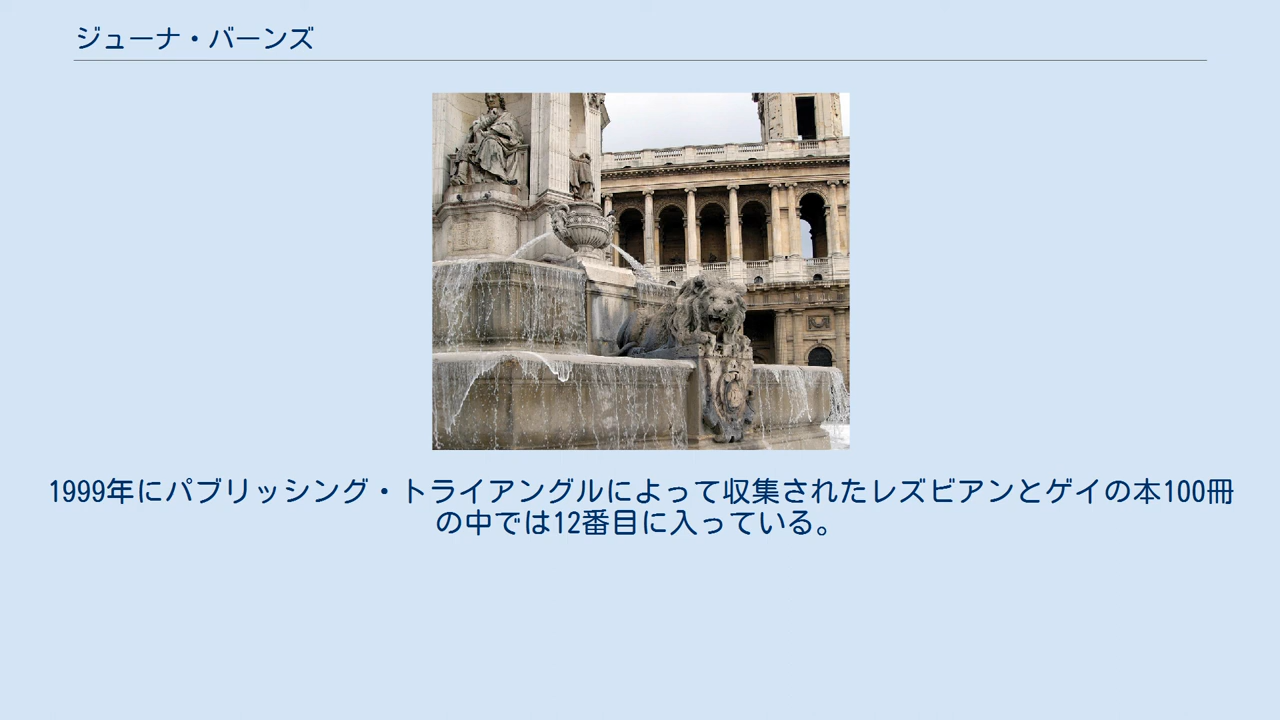 ジューナ・バーンズ
1999年にパブリッシング・トライアングルによって収集されたレズビアンとゲイの本100冊
の中では12番目に入っている。